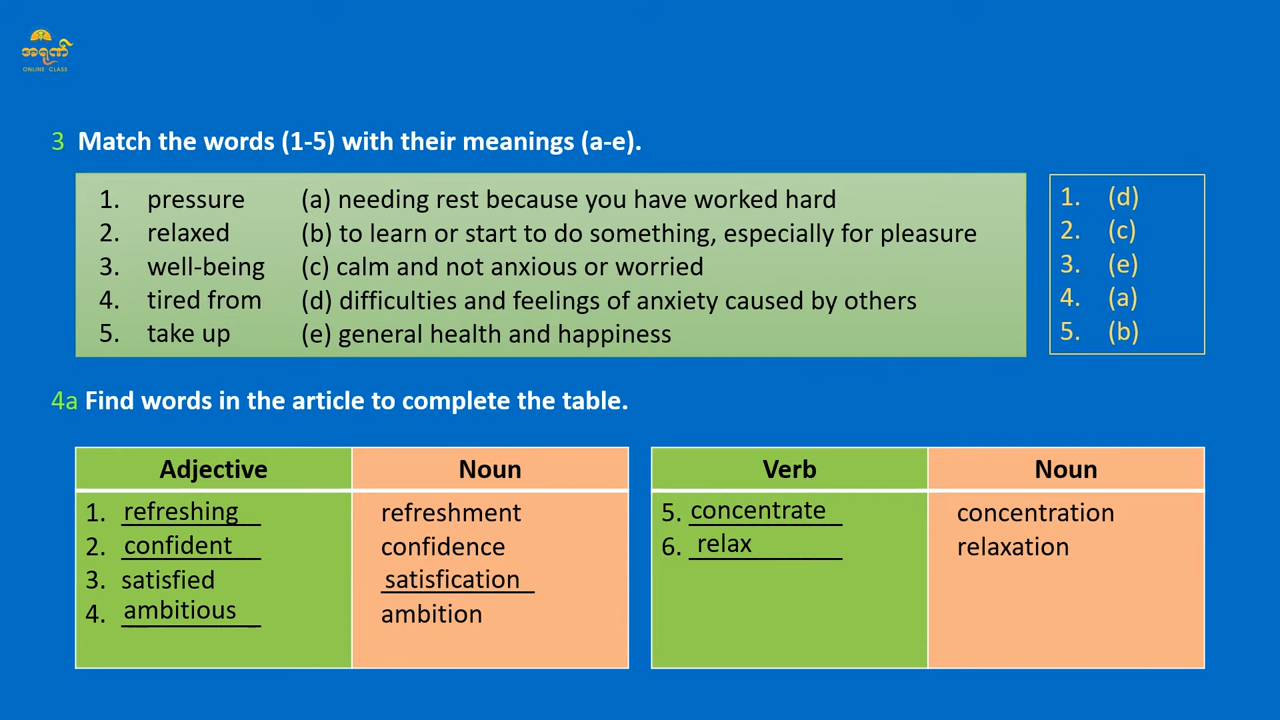 အရုဏ်
ONLINE CLASS
3 Match the words (1-5) with their meanings (a-e).
1. pressure (a) needing rest because you have worked hard
2. relaxed (b) to learn or start to do something, especially for pleasure
3. well-being (c) calm and not anxious or worried
4. tired from (d) difficulties and feelings of anxiety caused by others
5. take up (e) general health and happiness
1. (d)
2. (c)
3. (e)
4. (a)
5. (b)
4a Find words in the article to complete the table.
Adjective Noun
1. refreshing refreshment
2. confident confidence
3. satisfied satisfication
4. ambitious ambition
Verb Noun
5. concentrate concentration
6. relax relaxation